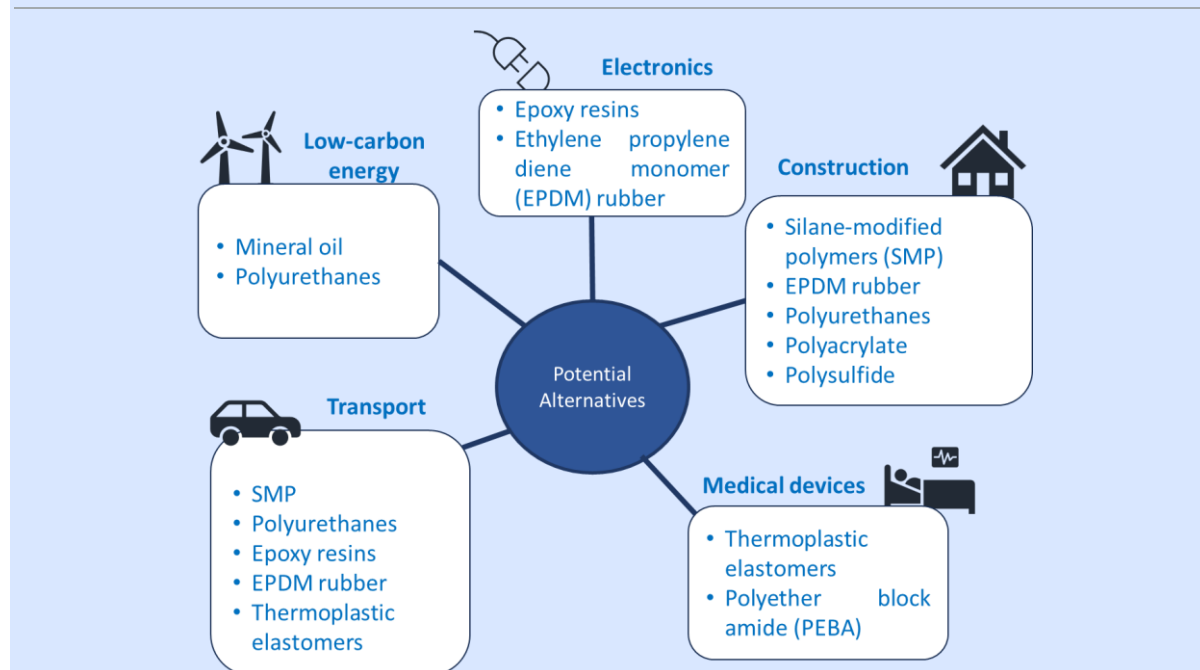 Electronics
• Epoxy resins
• Ethylene propylene
diene monomer
(EPDM) rubber
Low-carbon
energy
• Mineral oil
• Polyurethanes
Construction
• Silane-modified
polymers (SMP)
• EPDM rubber
• Polyurethanes
• Polyacrylate
• Polysulfide
Potential
Alternatives
Transport
• SMP
• Polyurethanes
• Epoxy resins
• EPDM rubber
• Thermoplastic
elastomers
Medical devices
• Thermoplastic
elastomers
• Polyether block
amide (PEBA)